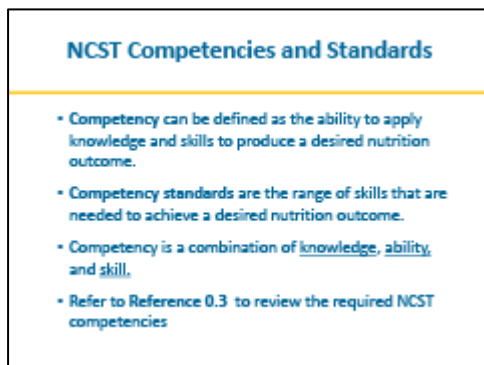 NCST Competencies and Standards
▪ Competency can be defined as the ability to apply
knowledge and skills to produce a desired nutrition
outcome.
▪ Competency standards are the range of skills that are
needed to achieve a desired nutrition outcome.
▪ Competency is a combination of knowledge, ability,
and skill.
▪ Refer to Reference 0.3 to review the required NCST
competencies